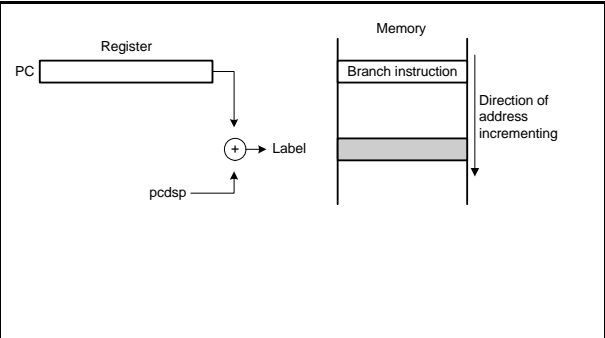 Memory
Register
PC
Branch instruction
Direction of
address
incrementing
+
Label
pcdsp